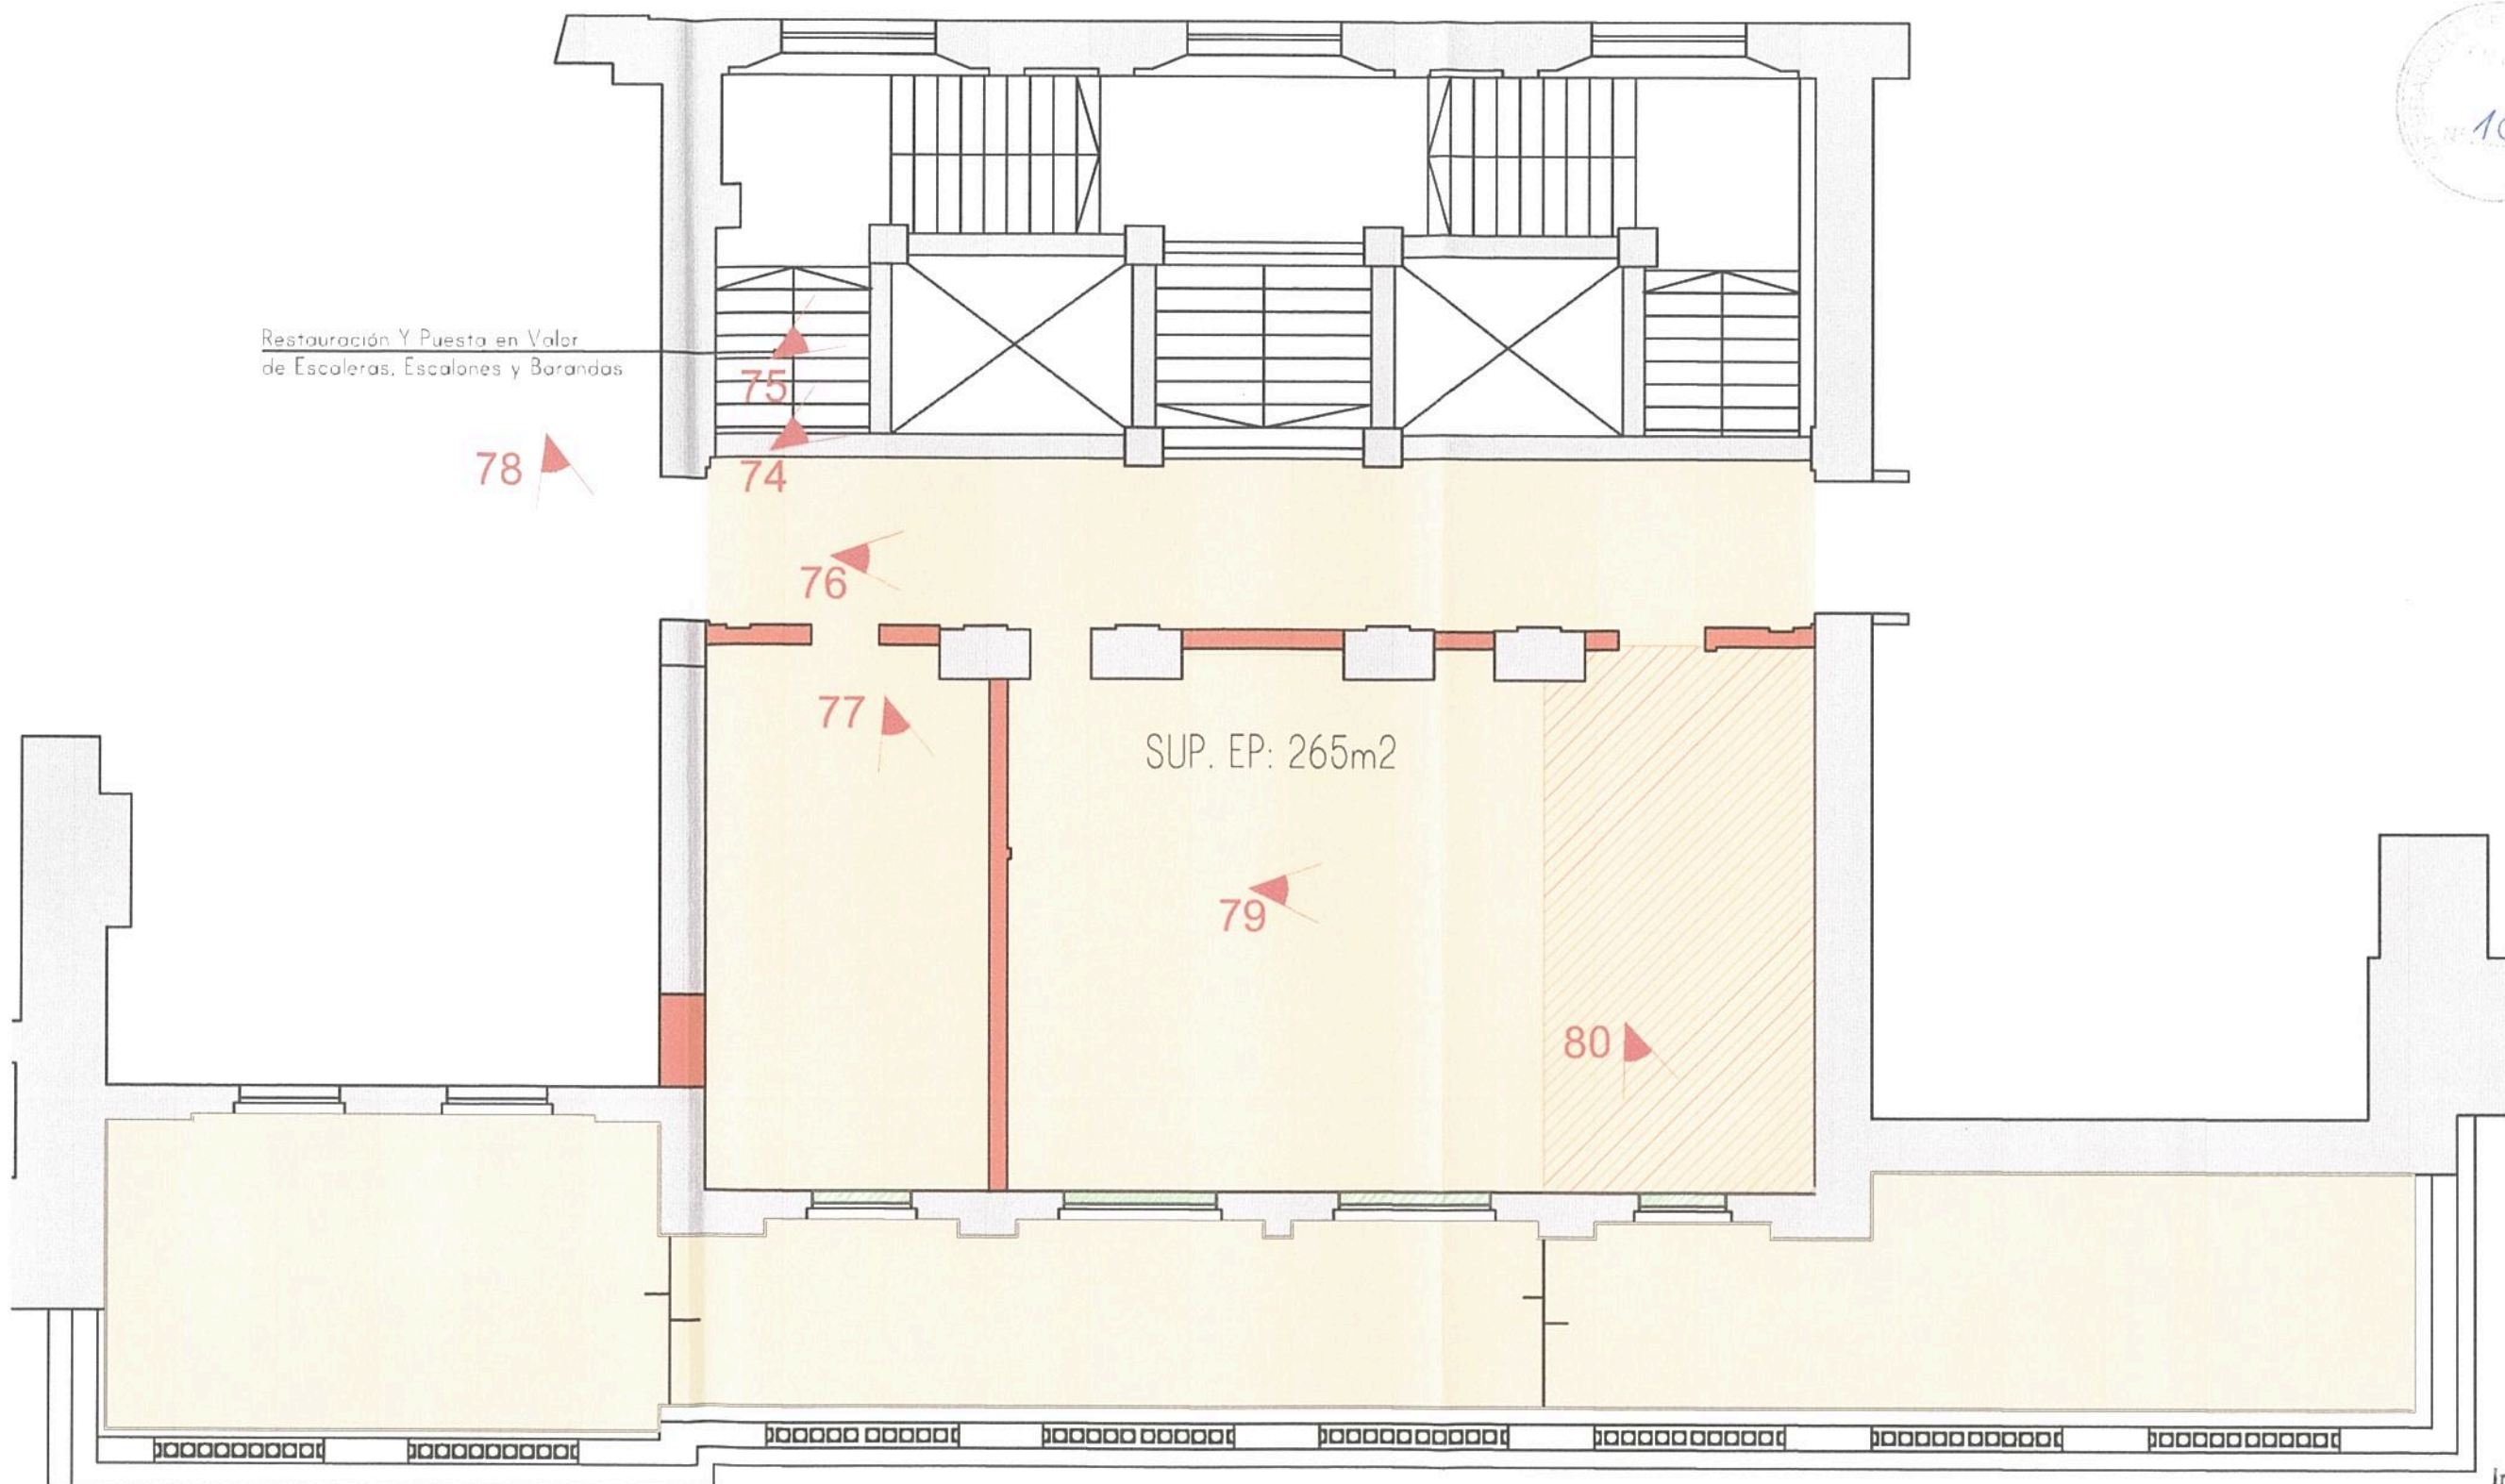 Restauración Y Puesta en Valor
de Escaleras, Escalones y Barandas
75
78
74
76
77
SUP. EP: 265m2
79
80